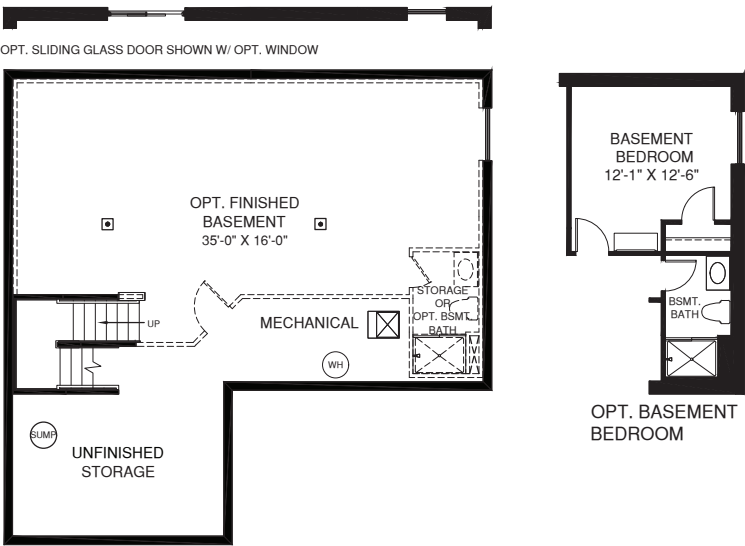 OPT. SLIDING GLASS DOOR SHOWN W/ OPT. WINDOW
OPT. FINISHED
BASEMENT
35'-0" X 16'-0"
STORAGE
OR
OPT. BSMT.
BATH
UP
MECHANICAL
WH
SUMP
UNFINISHED
STORAGE
BASEMENT
BEDROOM
12'-1" X 12'-6"
BSMT.
BATH
OPT. BASEMENT
BEDROOM